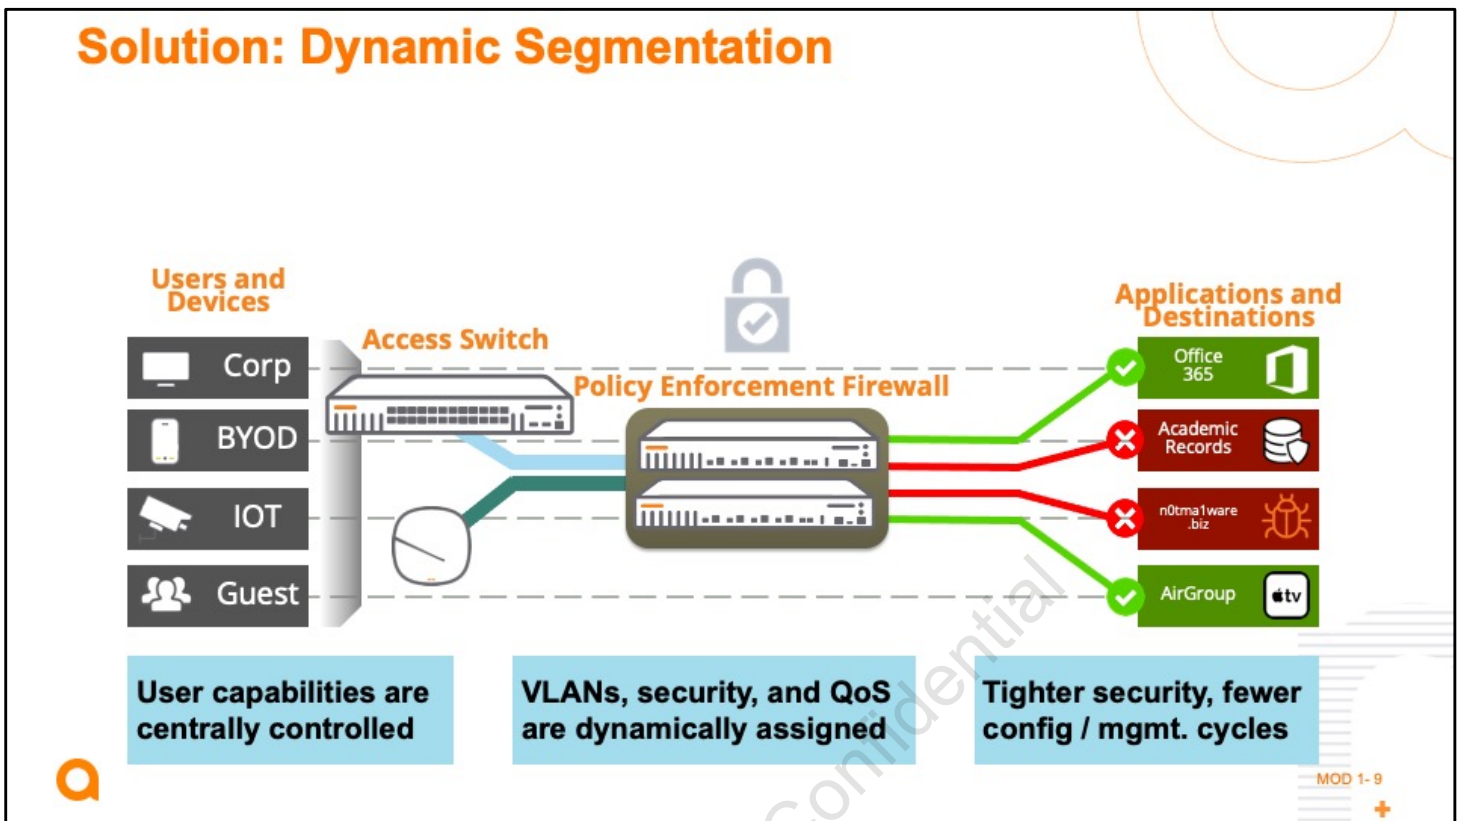 Solution: Dynamic Segmentation
Users and
Devices
Corp
BYOD
IOT
Guest
Access Switch
Policy Enforcement Firewall
Applications and
Destinations
Office
365
Academic
Records
n0tma1ware
.biz
AirGroup
tv
User capabilities are
centrally controlled
VLANs, security, and QoS
are dynamically assigned
Tighter security, fewer
config / mgmt. cycles
Confidential
MOD 1- 9